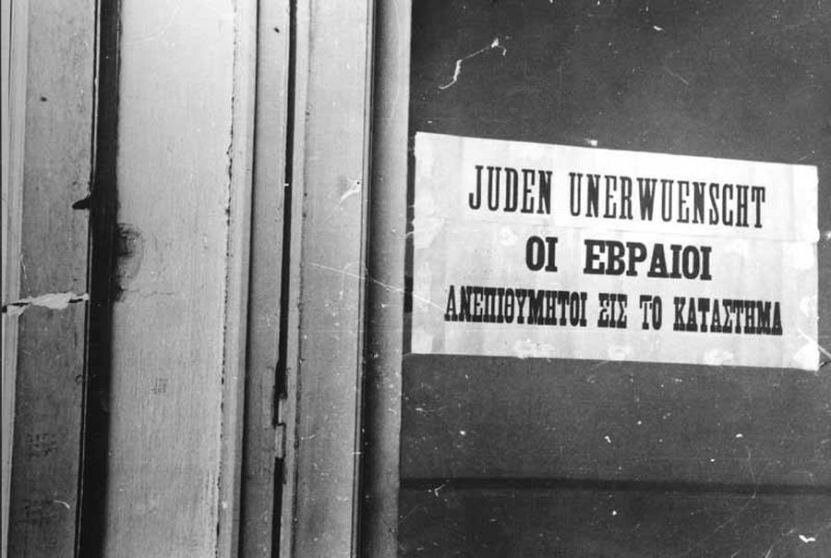 JUDEN UNERWUENSCHT
ΟΙ ΕΒΡΑΙΟΙ
ΑΝΕΠΙΘΥΜΗΤΟΙ ΕΙΣ ΤΟ ΚΑΤΑΣΤΗΜΑ